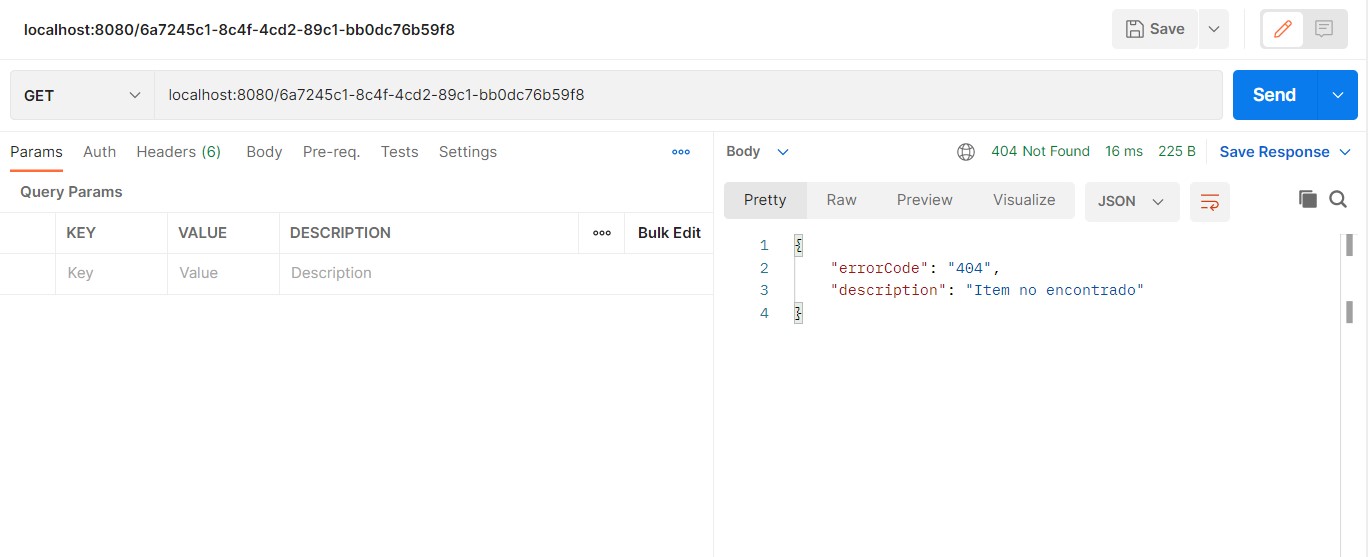 localhost:8080/6a7245c1-8c4f-4cd2-89c1-bb0dc76b59f8
Save
GET
localhost:8080/6a7245c1-8c4f-4cd2-89c1-bb0dc76b59f8
Send
Params Auth Headers (6) Body Pre-req. Tests Settings
Query Params
KEY VALUE DESCRIPTION Bulk Edit
Key Value Description
Body 404 Not Found 16 ms 225 B Save Response
Pretty Raw Preview Visualize JSON
1 {
2 "errorCode": "404",
3 "description": "Item no encontrado"
4 }